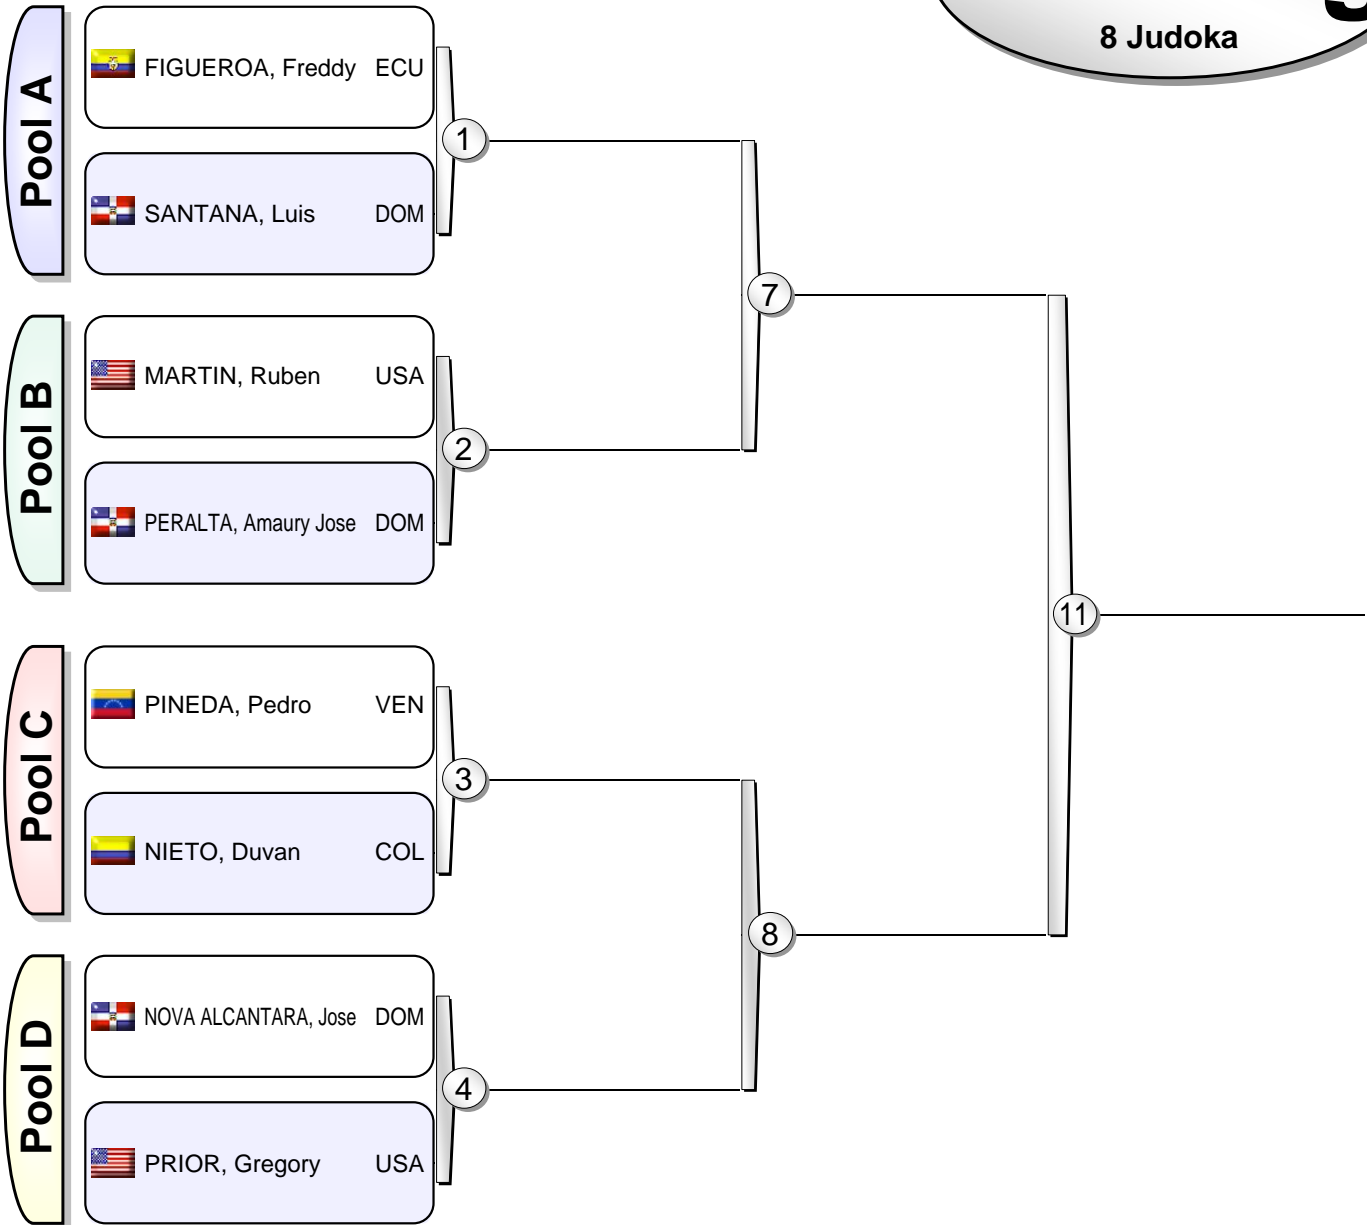 8 Judoka
Pool A
FIGUEROA, Freddy ECU
SANTANA, Luis DOM
1
Pool B
MARTIN, Ruben USA
PERALTA, Amaury Jose DOM
2
7
Pool C
PINEDA, Pedro VEN
NIETO, Duvan COL
3
Pool D
NOVA ALCANTARA, Jose DOM
PRIOR, Gregory USA
4
8
11